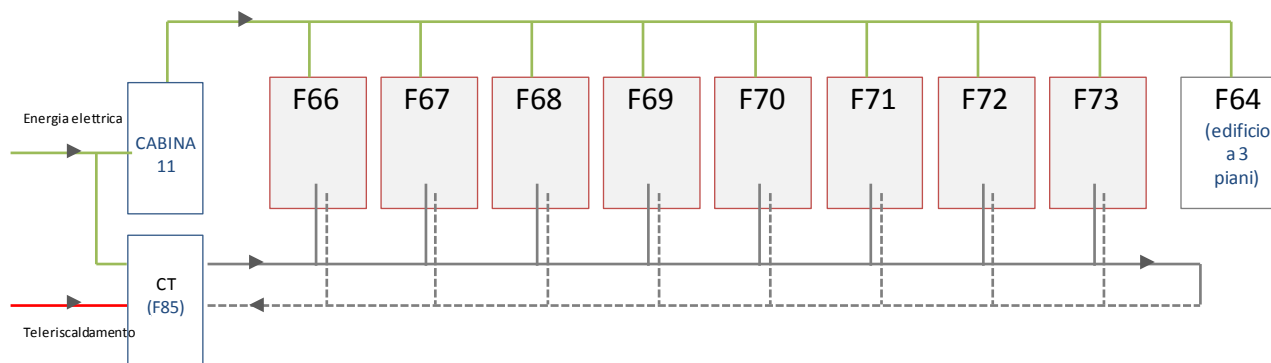 F66
F67
F68
F69
F70
F71
F72
F73
F64
(edificio
a 3
piani)
Energia elettrica
CABINA
11
CT
(F85)
Teleriscaldamento